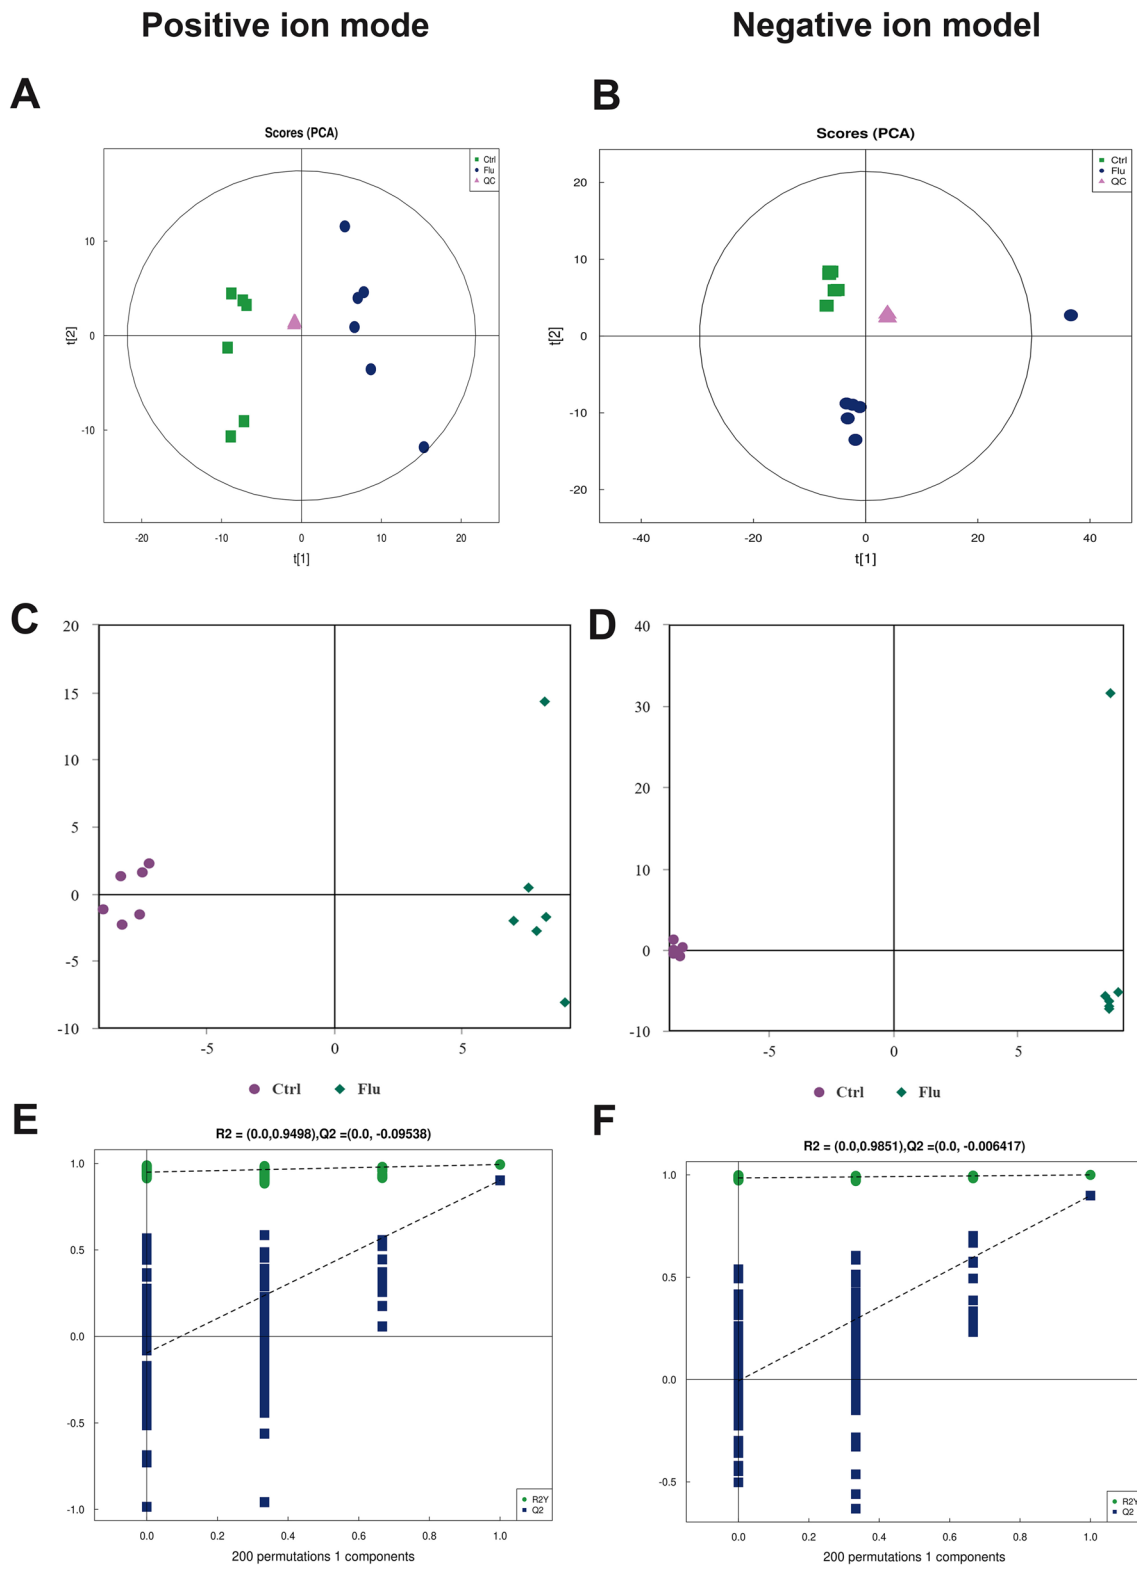 Positive ion mode
Negative ion model
A
Scores (PCA)
Ctrl
Flu
QC
t[2]
10
0
-10
-20
-10
0
10
20
t[1]
B
Scores (PCA)
Ctrl
Flu
QC
t[2]
20
10
0
-10
-20
-40
-20
0
20
40
t[1]
C
20
15
10
5
0
-5
-10
-5
0
5
Ctrl
Flu
D
40
30
20
10
0
-10
-5
0
5
Ctrl
Flu
E
R2 = (0.0,0.9498),Q2 =(0.0, -0.09538)
1.0
0.5
0.0
-0.5
-1.0
R2Y
Q2
0.0
0.2
0.4
0.6
0.8
1.0
200 permutations 1 components
F
R2 = (0.0,0.9851),Q2 =(0.0, -0.006417)
1.0
0.5
0.0
-0.5
R2Y
Q2
0.0
0.2
0.4
0.6
0.8
1.0
200 permutations 1 components